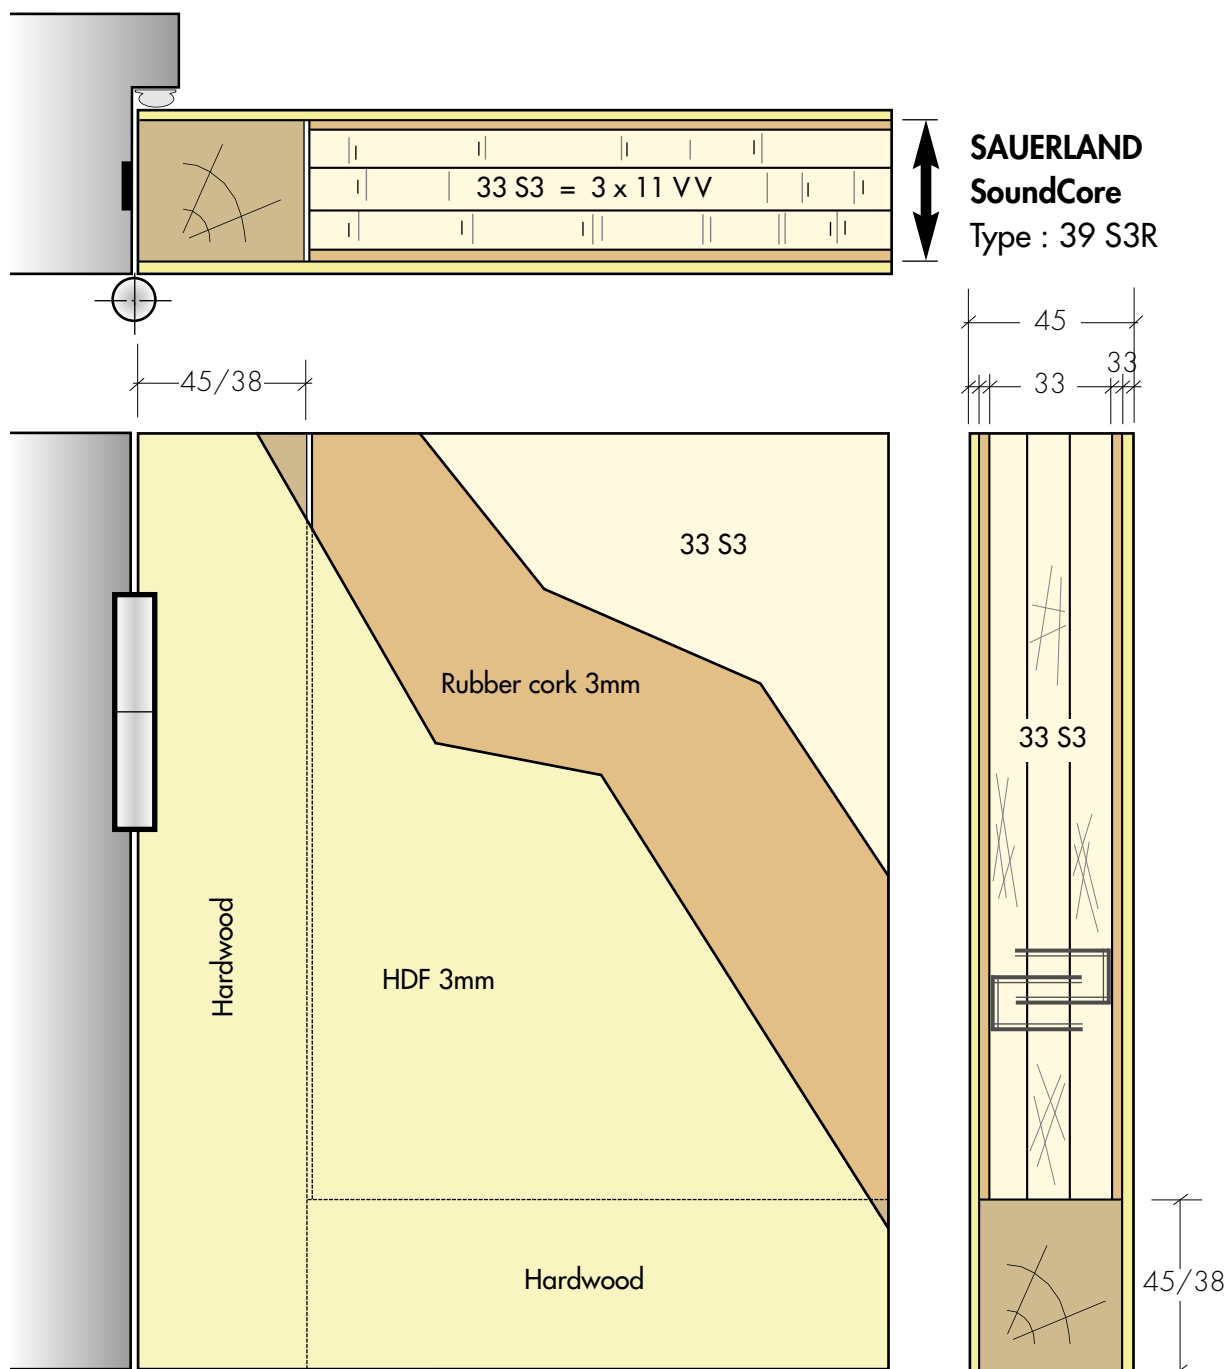 33 S3 = 3 x 11 VV
SAUERLAND
SoundCore
Type : 39 S3R
45
33
33
45/38
33 S3
Rubber cork 3mm
33 S3
Hardwood
HDF 3mm
Hardwood
45/38